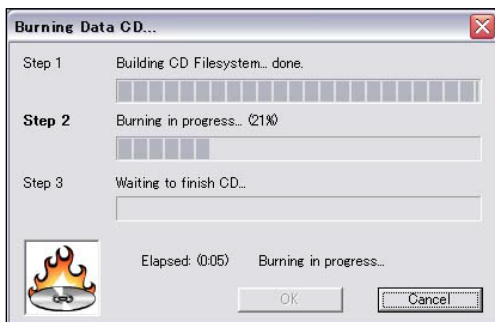 Burning Data CD...
Step 1 Building CD Filesystem... done.
Step 2 Burning in progress... (21%)
Step 3 Waiting to finish CD...
Elapsed: (0:05) Burning in progress...
OK Cancel